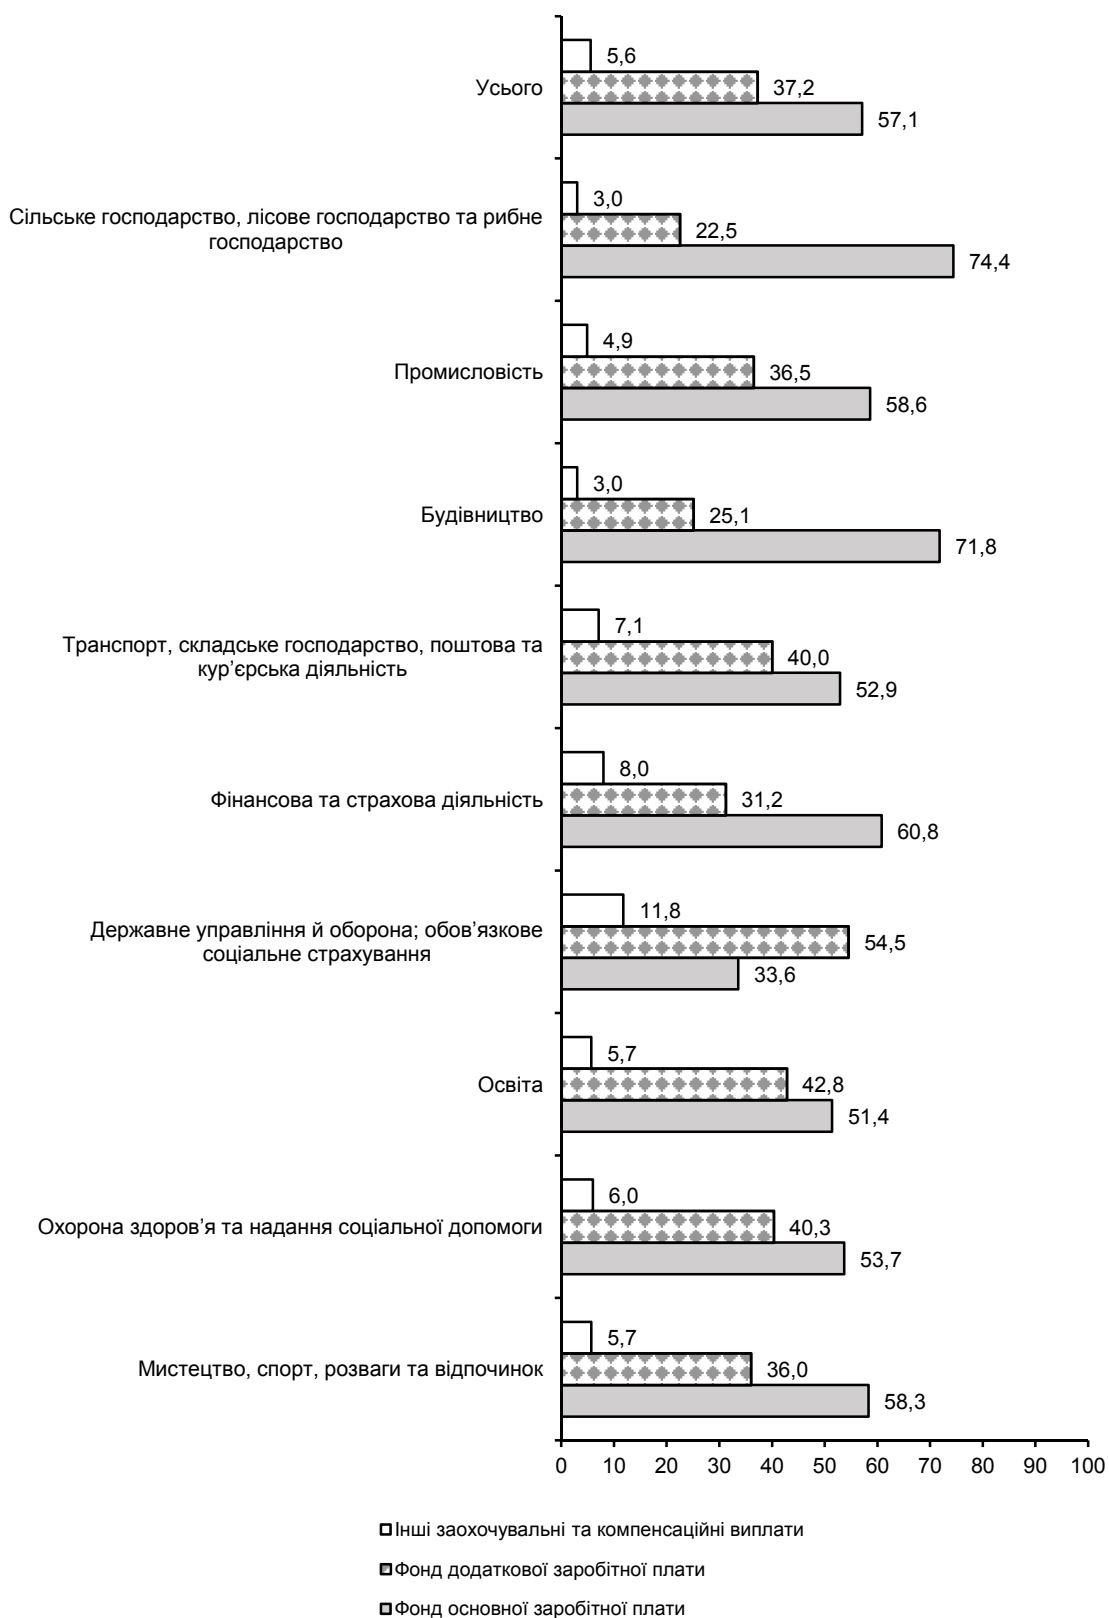 5,6
Усього
37,2
57,1
3,0
Сільське господарство, лісове господарство та рибне
господарство
22,5
74,4
4,9
Промисловість
36,5
58,6
3,0
Будівництво
25,1
71,8
7,1
Транспорт, складське господарство, поштова та
кур’єрська діяльність
40,0
52,9
8,0
Фінансова та страхова діяльність
31,2
60,8
11,8
Державне управління й оборона; обов’язкове
соціальне страхування
54,5
33,6
5,7
Освіта
42,8
51,4
6,0
Охорона здоров’я та надання соціальної допомоги
40,3
53,7
5,7
Мистецтво, спорт, розваги та відпочинок
36,0
58,3
0 10 20 30 40 50 60 70 80 90 100
Інші заохочувальні та компенсаційні виплати
Фонд додаткової заробітної плати
Фонд основної заробітної плати